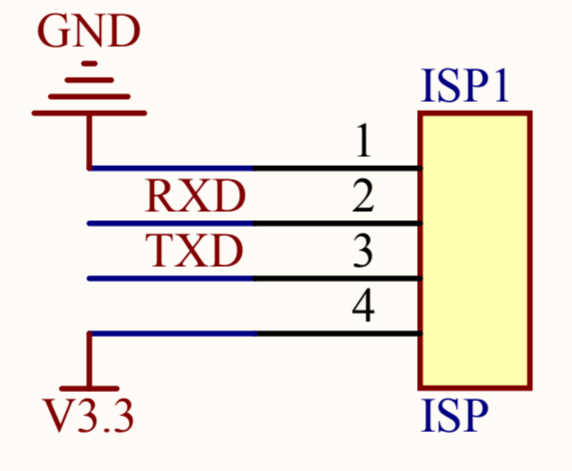 GND
ISP1
1
RXD 2
TXD 3
4
V3.3 ISP